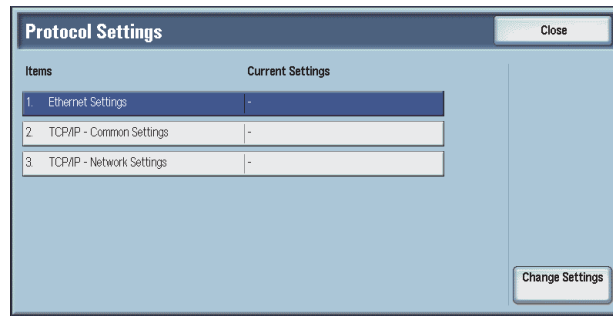 Protocol Settings
Close
Items Current Settings
1. Ethernet Settings -
2. TCP/IP - Common Settings -
3. TCP/IP - Network Settings -
Change Settings